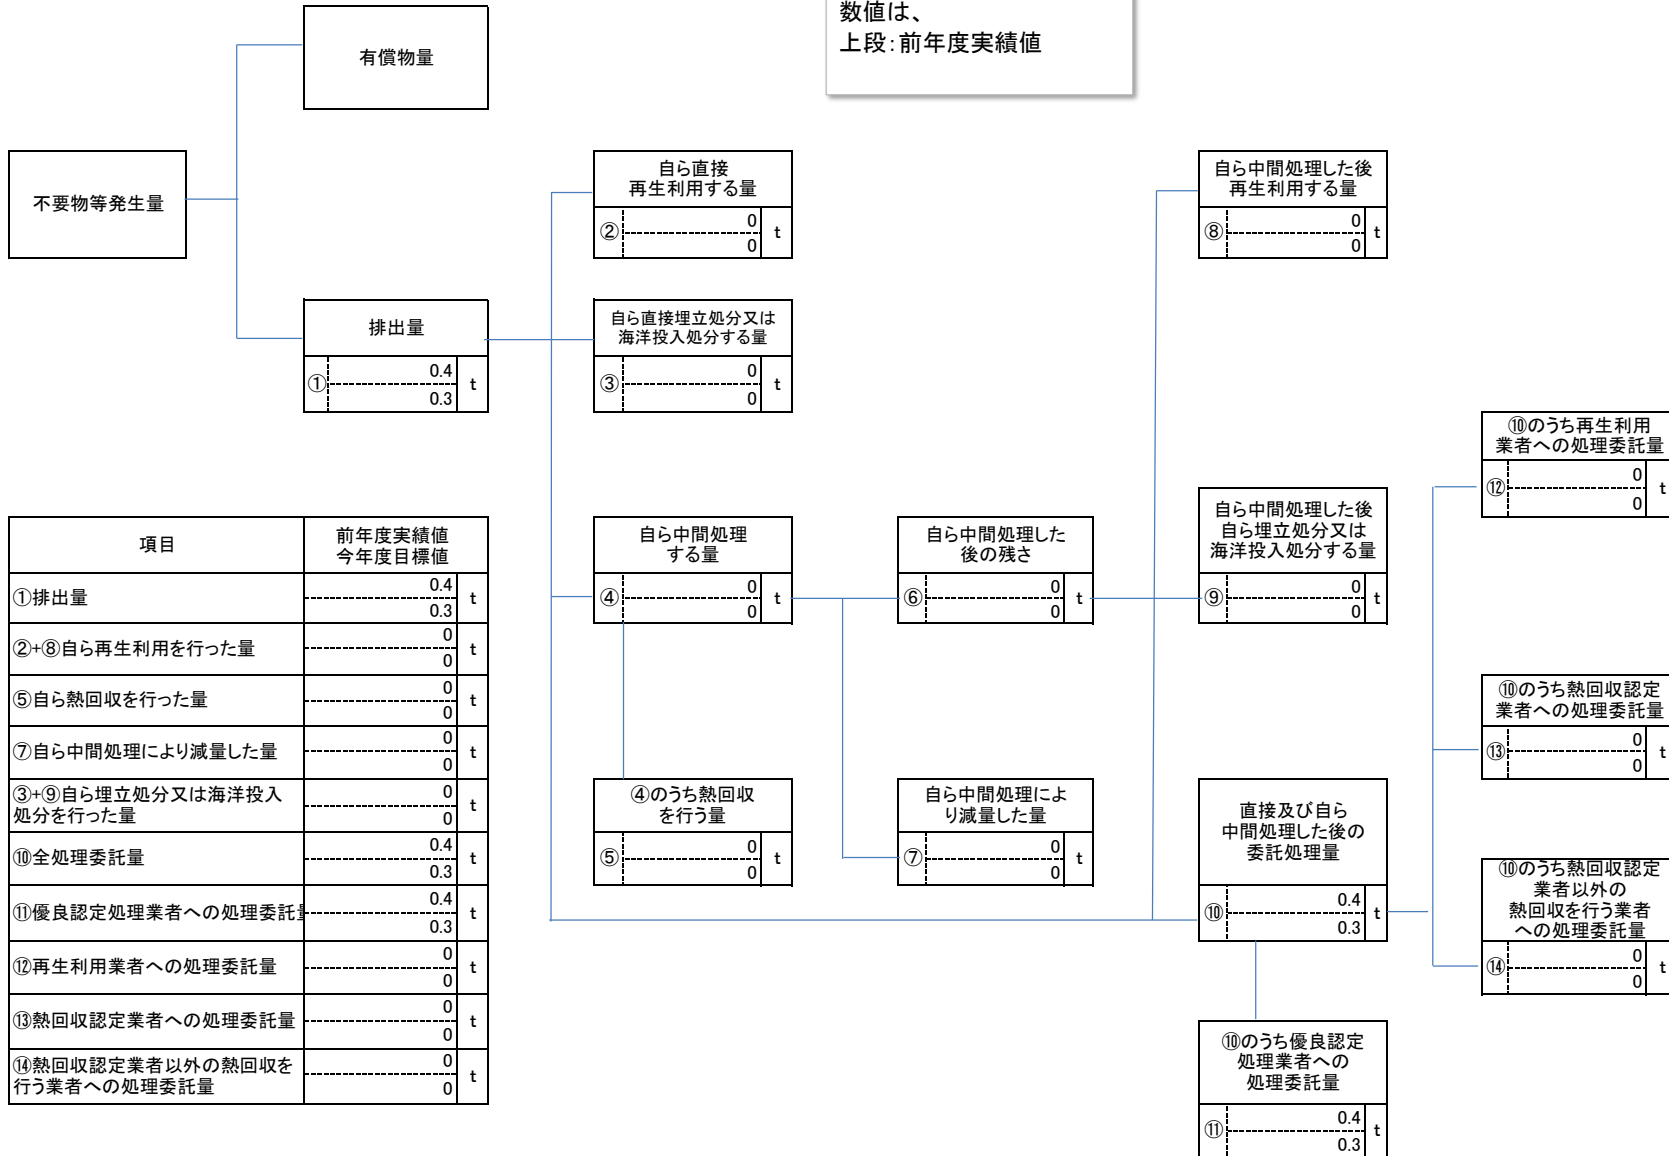 数値は、
上段：前年度実績値
有償物量
不要物等発生量
自ら直接
再生利用する量
② 0 t
0
自ら中間処理した後
再生利用する量
⑧ 0 t
0
排出量
① 0.4 t
0.3
自ら直接埋立処分又は
海洋投入処分する量
③ 0 t
0
⑩のうち再生利用
業者への処理委託量
⑫ 0 t
0
項目
前年度実績値
今年度目標値
①排出量 0.4 t
0.3
②+⑧自ら再生利用を行った量 0 t
0
⑤自ら熱回収を行った量 0 t
0
⑦自ら中間処理により減量した量 0 t
0
③+⑨自ら埋立処分又は海洋投入
処分を行った量 0 t
0
⑩全処理委託量 0.4 t
0.3
⑪優良認定処理業者への処理委託 0.4 t
0.3
⑫再生利用業者への処理委託量 0 t
0
⑬熱回収認定業者への処理委託量 0 t
0
⑭熱回収認定業者以外の熱回収を
行う業者への処理委託量 0 t
0
自ら中間処理
する量
④ 0 t
0
自ら中間処理した
後の残さ
⑥ 0 t
0
自ら中間処理した後
自ら埋立処分又は
海洋投入処分する量
⑨ 0 t
0
⑩のうち熱回収認定
業者への処理委託量
⑬ 0 t
0
④のうち熱回収
を行う量
⑤ 0 t
0
自ら中間処理によ
り減量した量
⑦ 0 t
0
直接及び自ら
中間処理した後の
委託処理量
⑩ 0.4 t
0.3
⑩のうち熱回収認定
業者以外の
熱回収を行う業者
への処理委託量
⑭ 0 t
0
⑩のうち優良認定
処理業者への
処理委託量
⑪ 0.4 t
0.3